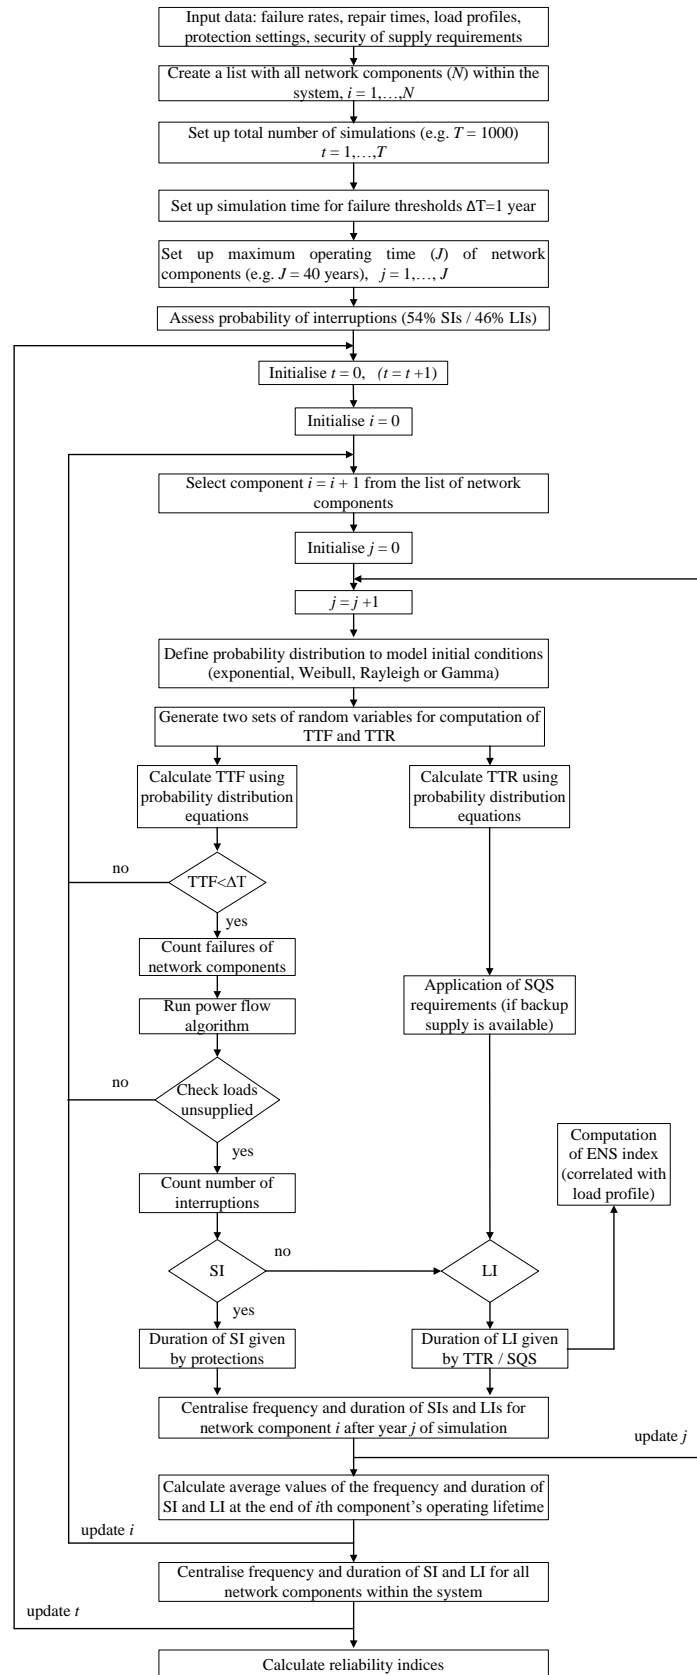 Input data: failure rates, repair times, load profiles,
protection settings, security of supply requirements
Create a list with all network components (N) within the
system, i = 1,…,N
Set up total number of simulations (e.g. T = 1000)
t = 1,…,T
Set up simulation time for failure thresholds ΔT=1 year
Set up maximum operating time (J) of network
components (e.g. J = 40 years), j = 1,…, J
Assess probability of interruptions (54% SIs / 46% LIs)
Initialise t = 0, (t = t +1)
Initialise i = 0
Select component i = i + 1 from the list of network
components
Initialise j = 0
j = j +1
Define probability distribution to model initial conditions
(exponential, Weibull, Rayleigh or Gamma)
Generate two sets of random variables for computation of
TTF and TTR
Calculate TTF using
probability distribution
equations
Calculate TTR using
probability distribution
equations
no
TTF<ΔT
yes
Count failures of
network components
Run power flow
algorithm
Application of SQS
requirements (if backup
supply is available)
no
Check loads
unsupplied
yes
Count number of
interruptions
Computation
of ENS index
(correlated with
load profile)
SI
no
LI
yes
Duration of SI given
by protections
Duration of LI given
by TTR / SQS
Centralise frequency and duration of SIs and LIs for
network component i after year j of simulation
update j
Calculate average values of the frequency and duration of
SI and LI at the end of ith component's operating lifetime
update i
Centralise frequency and duration of SI and LI for all
network components within the system
update t
Calculate reliability indices